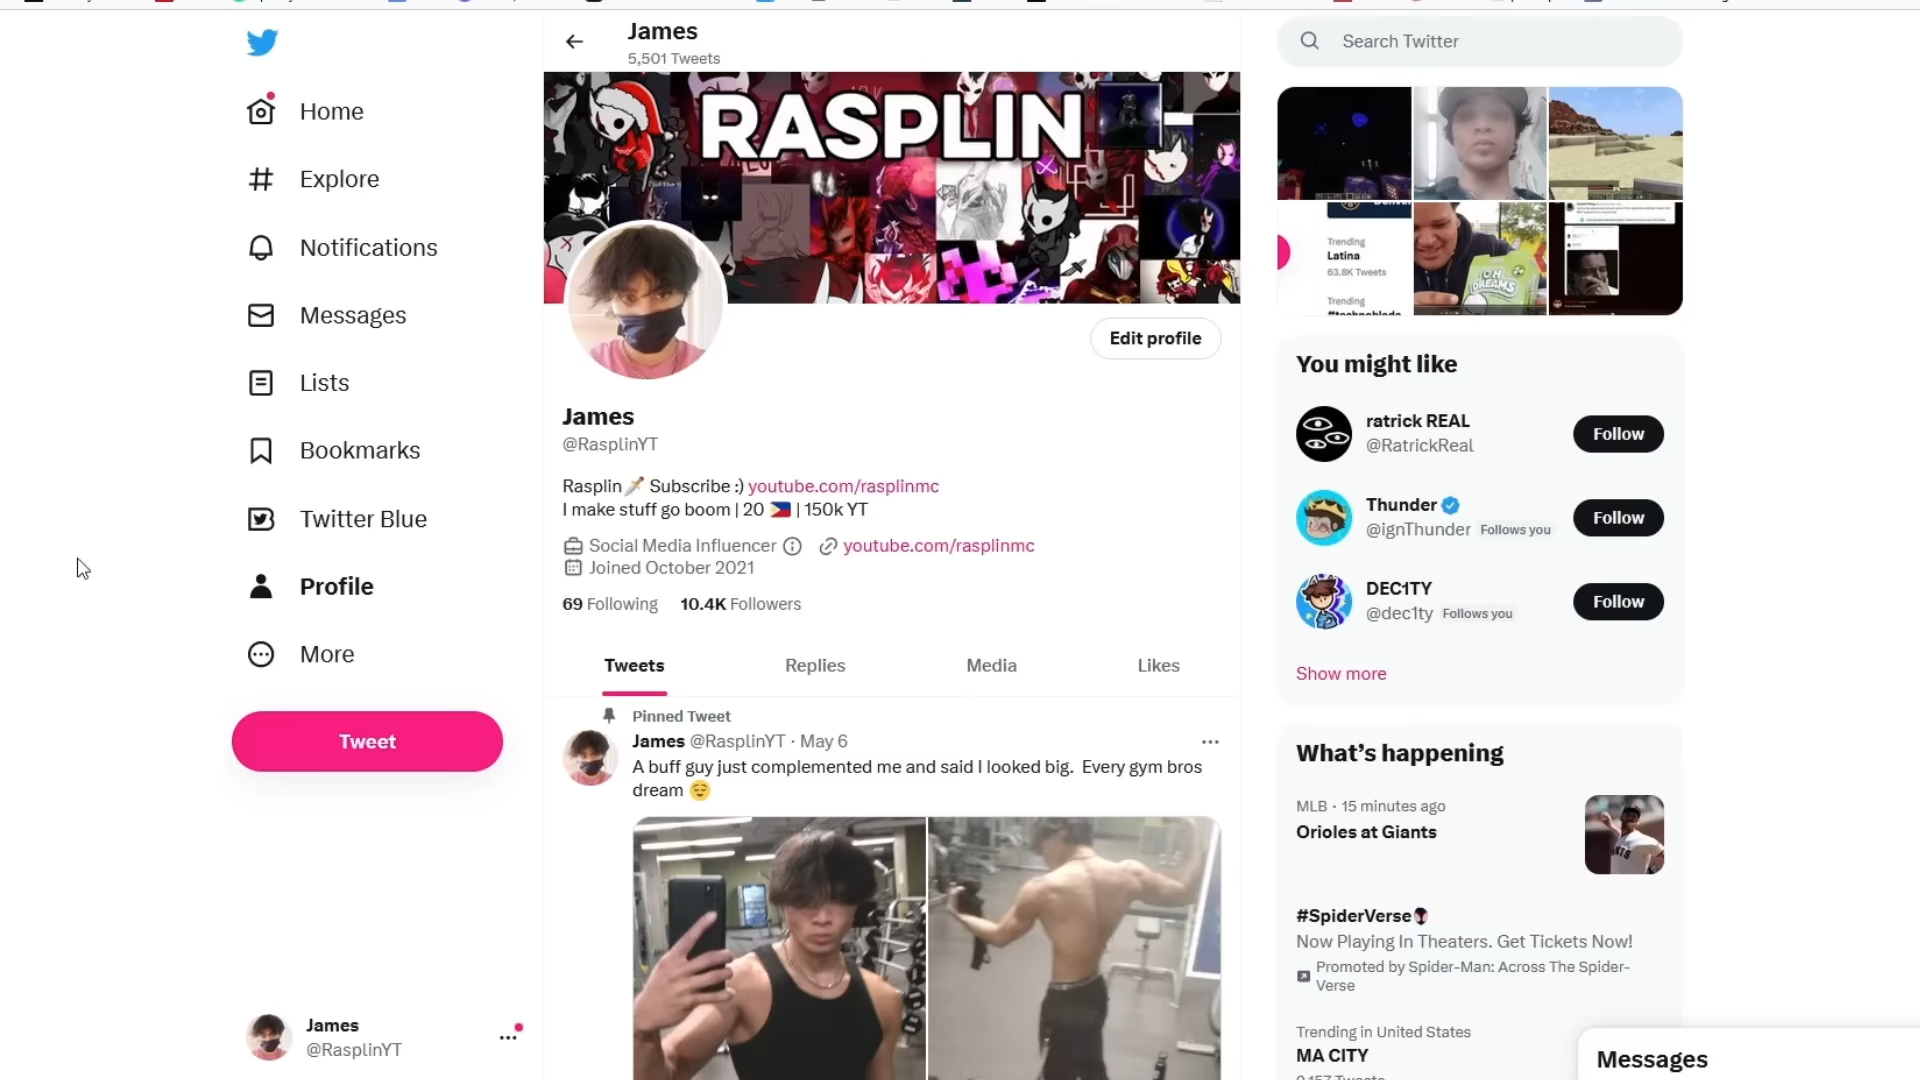 James
5,501 Tweets
Search Twitter
Home
Explore
Notifications
Messages
Lists
Bookmarks
Twitter Blue
Profile
More
Tweet
James
@RasplinYT
RASPLIN
Edit profile
James
@RasplinYT
Rasplin🗡️ Subscribe :) youtube.com/rasplinmc
I make stuff go boom | 20 🇵🇭 | 150k YT
Social Media Influencer youtube.com/rasplinmc
Joined October 2021
69 Following 10.4K Followers
Tweets Replies Media Likes
Pinned Tweet
James @RasplinYT · May 6
A buff guy just complemented me and said I looked big. Every gym bros
dream 😌
Trending
Latina
63.8K Tweets
Trending
#technoblade
OH
DREAMS
You might like
ratrick REAL
@RatrickReal
Follow
Thunder
@ignThunder Follows you
Follow
DEC1TY
@dec1ty Follows you
Follow
Show more
What's happening
MLB · 15 minutes ago
Orioles at Giants
#SpiderVerse
Now Playing In Theaters. Get Tickets Now!
Promoted by Spider-Man: Across The Spider-
Verse
Trending in United States
MA CITY
Messages